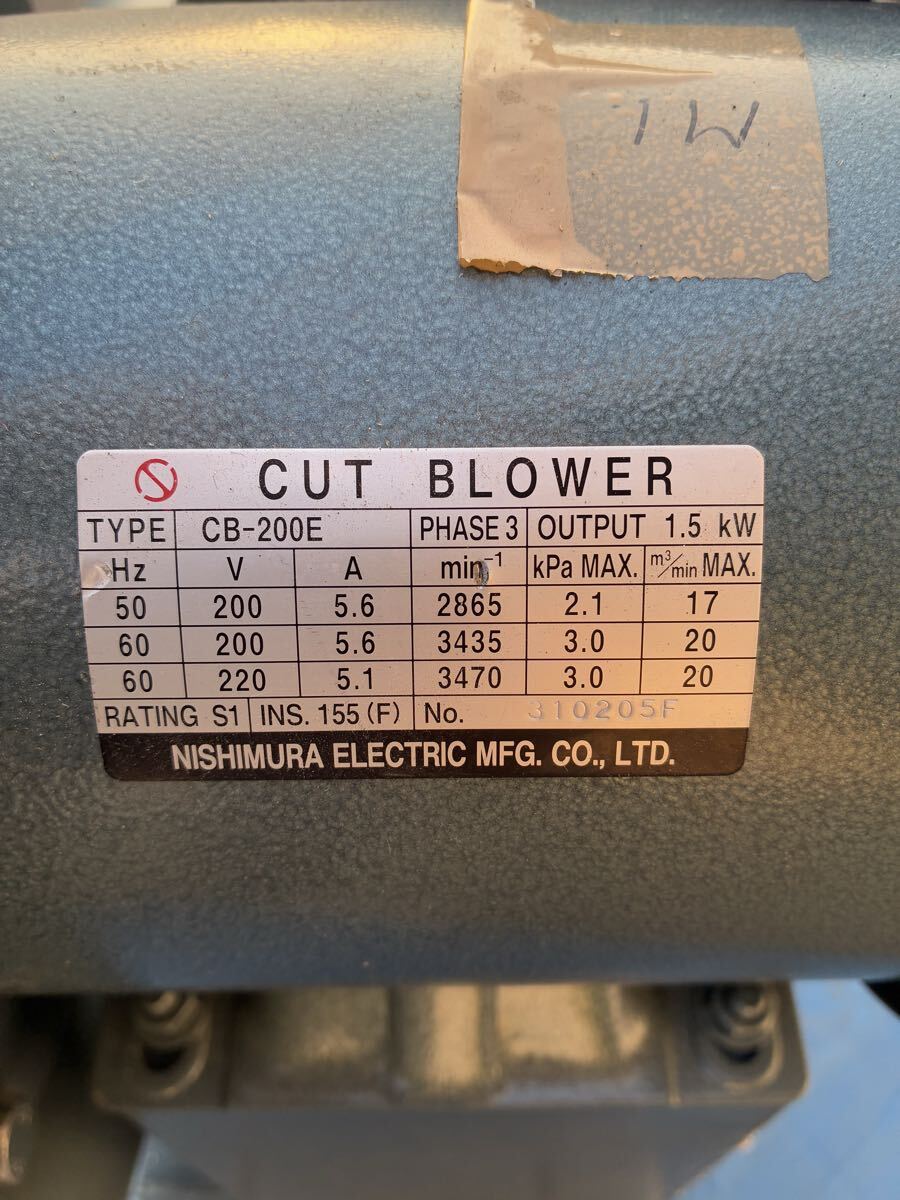 1W
CUT BLOWER
TYPE CB-200E PHASE 3 OUTPUT 1.5 kW
Hz V A min⁻¹ kPa MAX. m³/min MAX.
50 200 5.6 2865 2.1 17
60 200 5.6 3435 3.0 20
60 220 5.1 3470 3.0 20
RATING S1 INS. 155 (F) No. 310205F
NISHIMURA ELECTRIC MFG. CO., LTD.